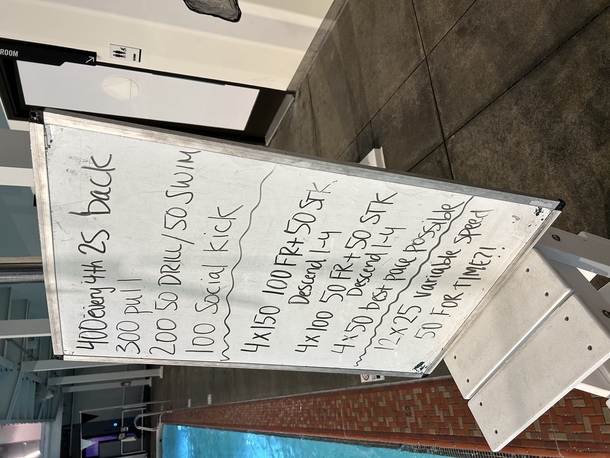 ROOM
400 every 4th 25 back
300 pull
200 50 DRILL/50 SWIM
100 Social kick
4x150 100 FR+50 STK
Descend 1-4
4x100 50 FR+50 STK
Descend 1-4
4x50 best pace possible
12x25 variable speed
50 FOR TIME?!!